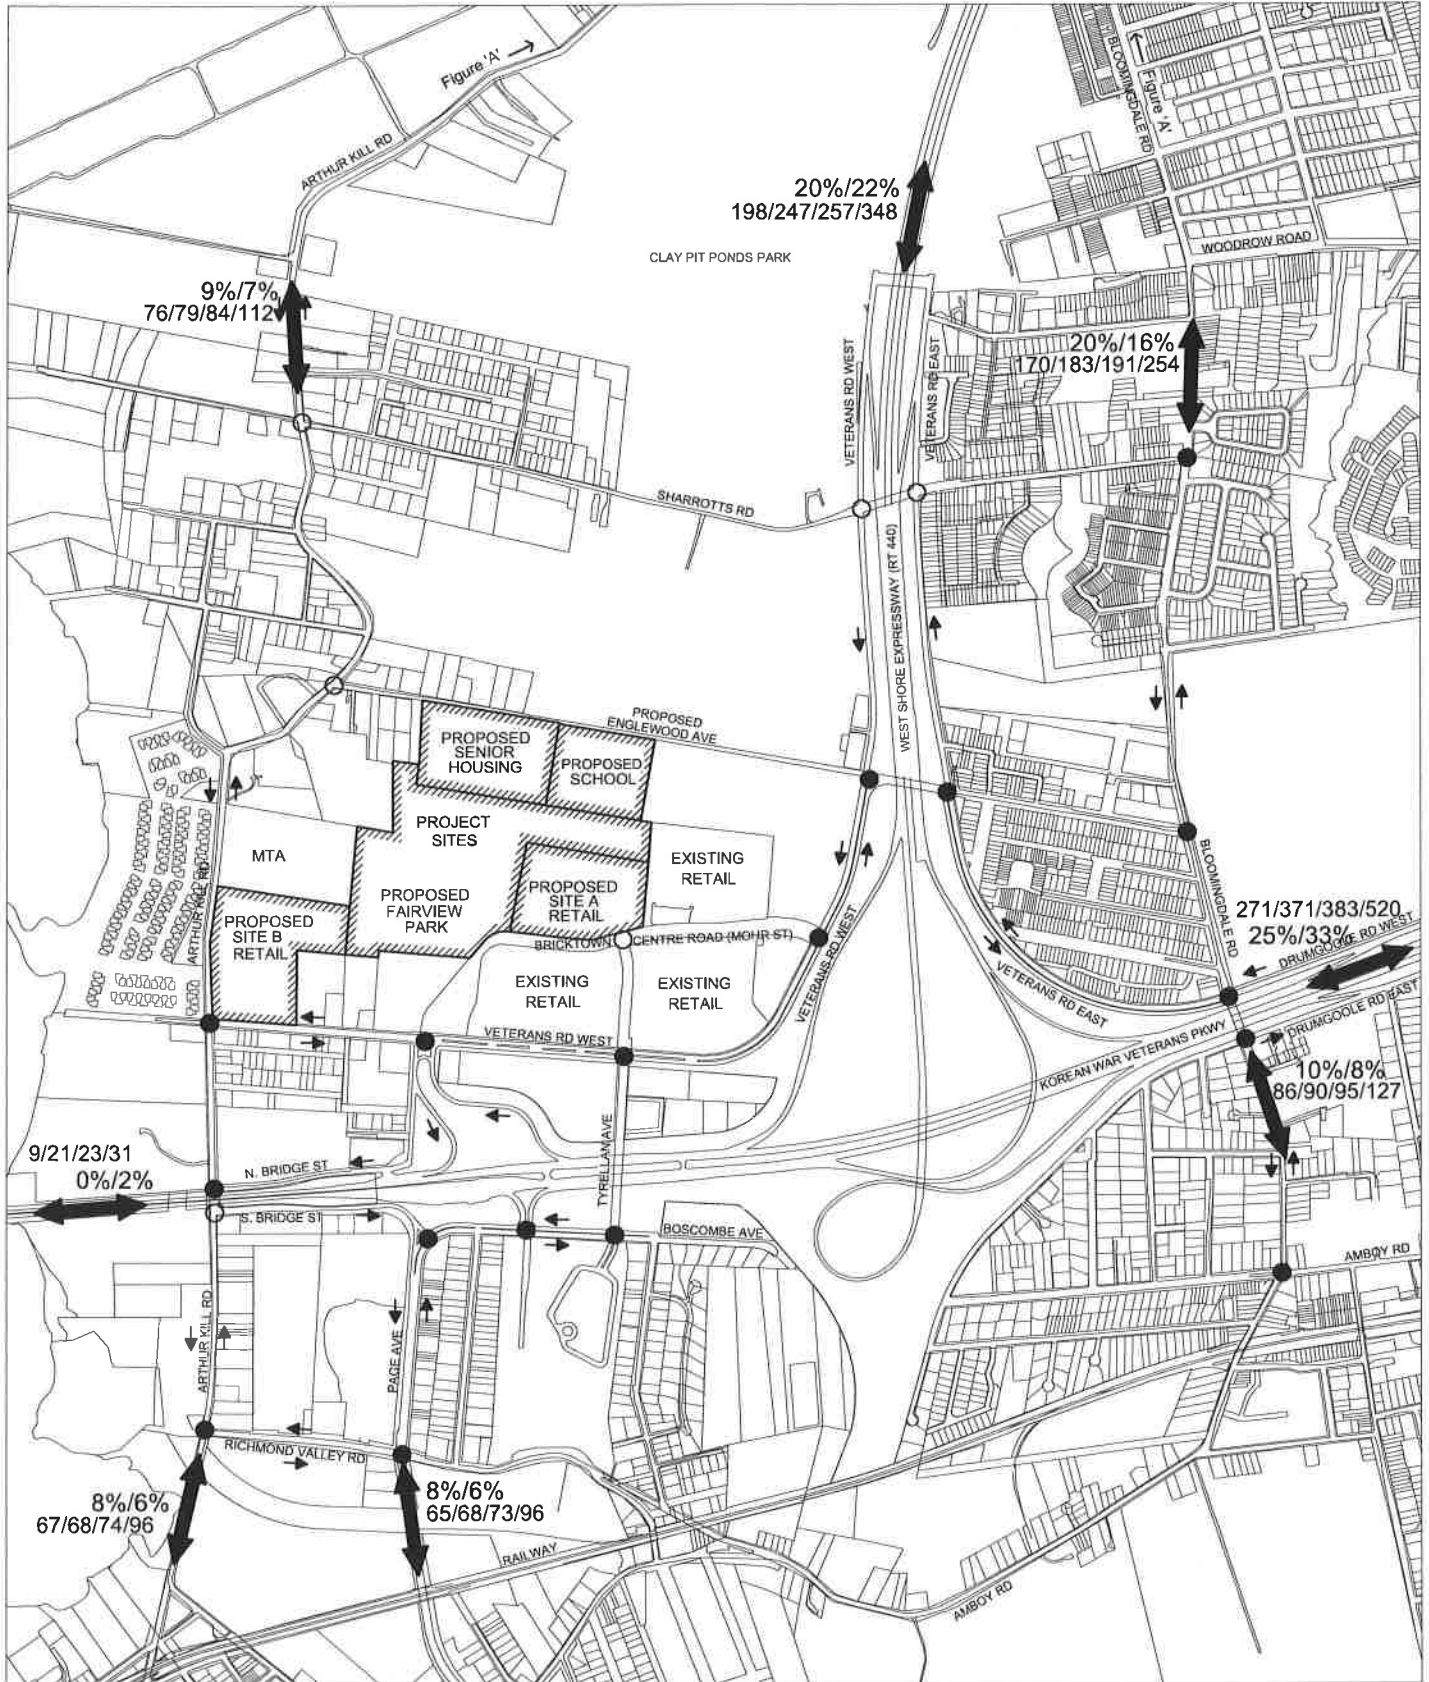 Figure 'A'
BLOOMINGDALE RD
Figure 'A'
ARTHUR KILL RD
20%/22%
198/247/257/348
WOODROW ROAD
CLAY PIT PONDS PARK
9%/7%
76/79/84/112
VETERANS RD WEST
VETERANS RD EAST
20%/16%
170/183/191/254
SHARROTTS RD
WEST SHORE EXPRESSWAY (RT 440)
PROPOSED
ENGLEWOOD AVE
PROPOSED
SENIOR
HOUSING
PROPOSED
SCHOOL
PROJECT
SITES
MTA
EXISTING
RETAIL
BLOOMINGDALE RD
ARTHUR KILL RD
PROPOSED
FAIRVIEW
PARK
PROPOSED
SITE A
RETAIL
PROPOSED
SITE B
RETAIL
271/371/383/520
25%/33%
DRUMGOOLE RD WEST
BRICKTOWN CENTRE ROAD (MOHR ST)
VETERANS RD WEST
EXISTING
RETAIL
EXISTING
RETAIL
VETERANS RD EAST
DRUMGOOLE RD EAST
VETERANS RD WEST
KOREAN WAR VETERANS PKWY
10%/8%
86/90/95/127
TYRELLAN AVE
9/21/23/31
0%/2%
N. BRIDGE ST
S. BRIDGE ST
BOSCOMBE AVE
AMBOY RD
ARTHUR KILL RD
PAGE AVE
RICHMOND VALLEY RD
8%/6%
67/68/74/96
8%/6%
65/68/73/96
RAILWAY
AMBOY RD